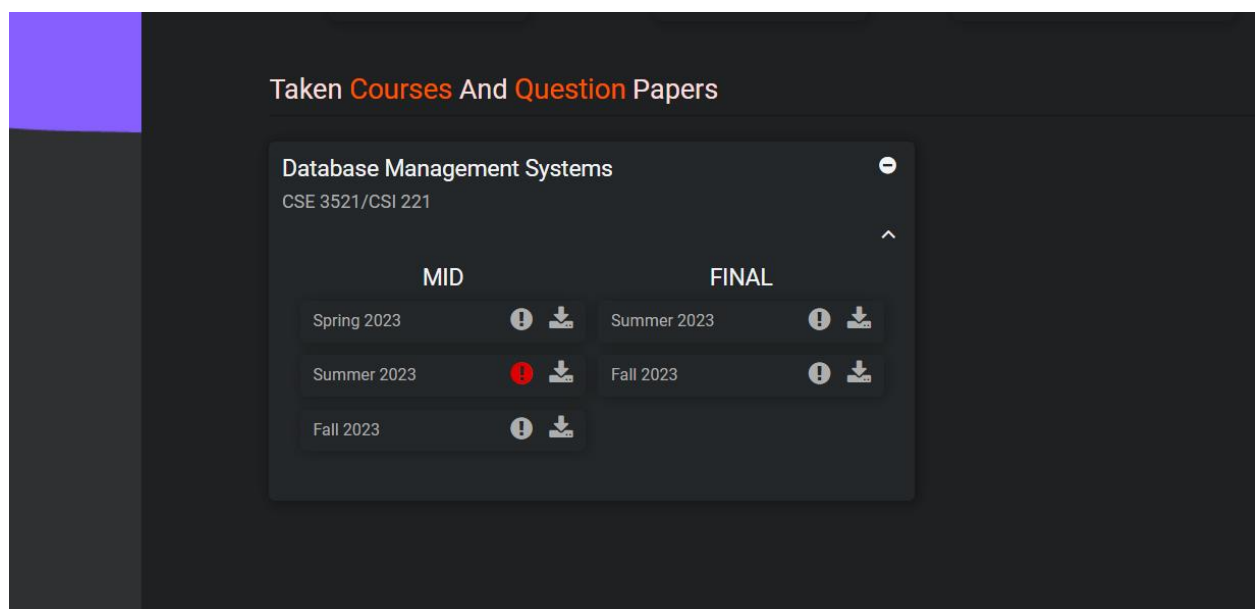 Taken Courses And Question Papers
Database Management Systems
CSE 3521/CSI 221
MID
FINAL
Spring 2023
Summer 2023
Summer 2023
Fall 2023
Fall 2023